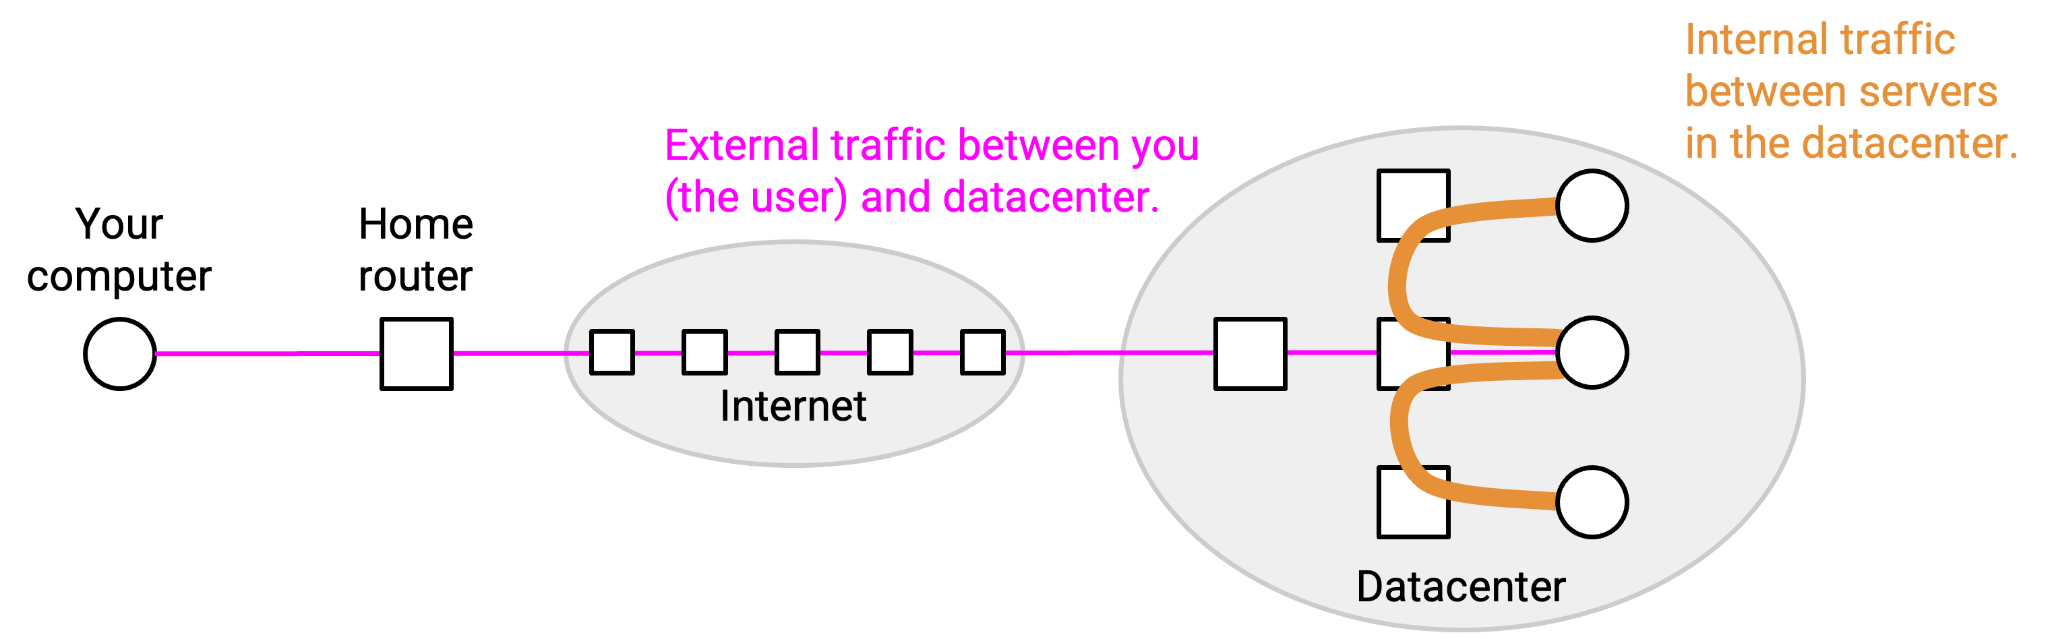 Your
computer
Home
router
External traffic between you
(the user) and datacenter.
Internet
Internal traffic
between servers
in the datacenter.
Datacenter